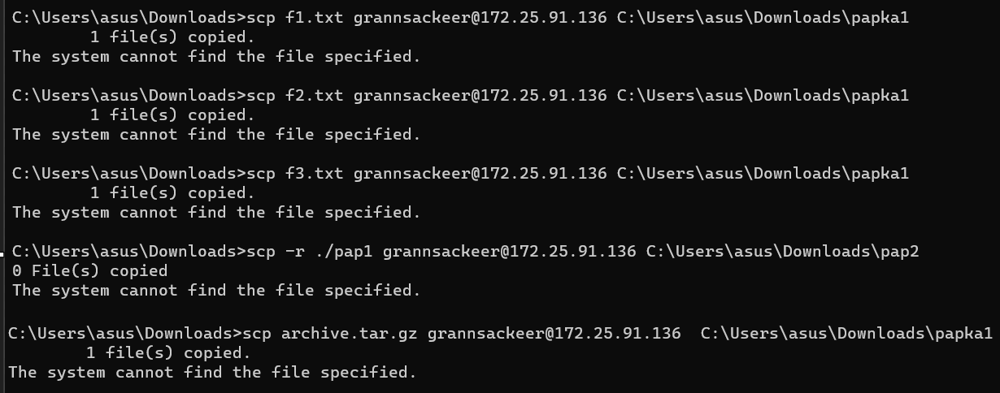 C:\Users\asus\Downloads>scp f1.txt grannsackeer@172.25.91.136 C:\Users\asus\Downloads\papka1
        1 file(s) copied.
The system cannot find the file specified.
C:\Users\asus\Downloads>scp f2.txt grannsackeer@172.25.91.136 C:\Users\asus\Downloads\papka1
        1 file(s) copied.
The system cannot find the file specified.
C:\Users\asus\Downloads>scp f3.txt grannsackeer@172.25.91.136 C:\Users\asus\Downloads\papka1
        1 file(s) copied.
The system cannot find the file specified.
C:\Users\asus\Downloads>scp -r ./pap1 grannsackeer@172.25.91.136 C:\Users\asus\Downloads\pap2
0 File(s) copied
The system cannot find the file specified.
C:\Users\asus\Downloads>scp archive.tar.gz grannsackeer@172.25.91.136  C:\Users\asus\Downloads\papka1
        1 file(s) copied.
The system cannot find the file specified.